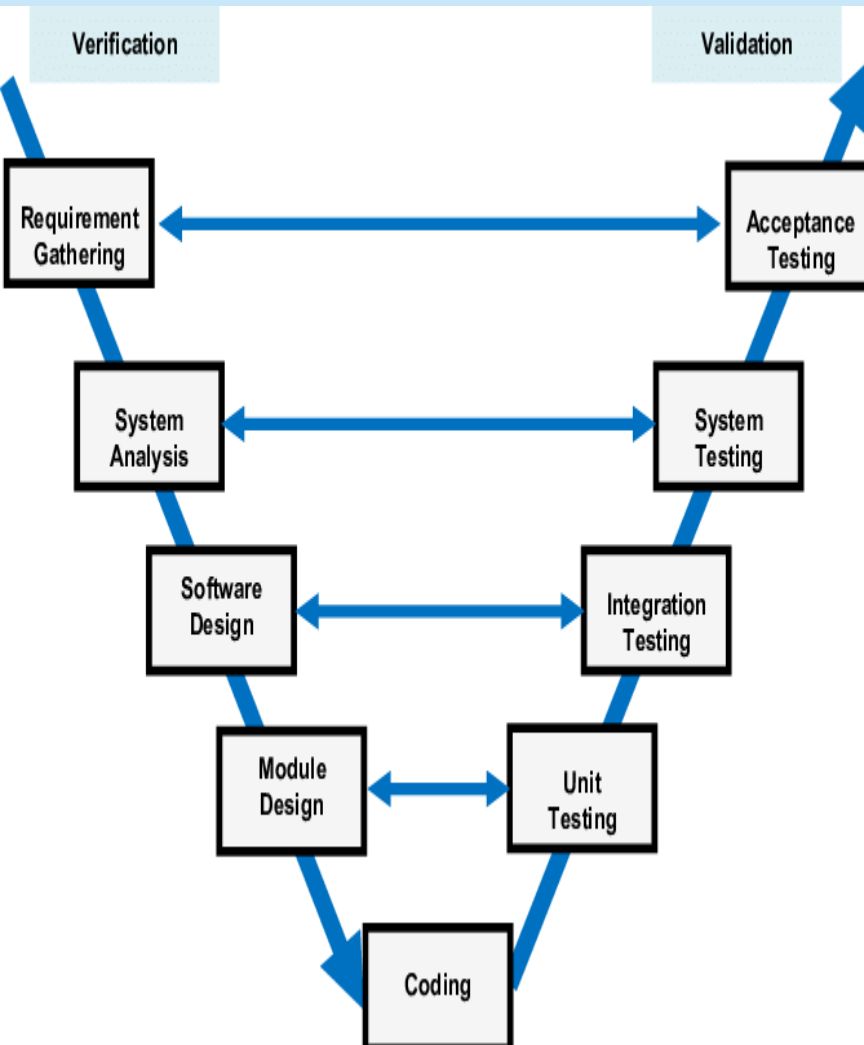 Verification
Validation
Requirement
Gathering
Acceptance
Testing
System
Analysis
System
Testing
Software
Design
Integration
Testing
Module
Design
Unit
Testing
Coding